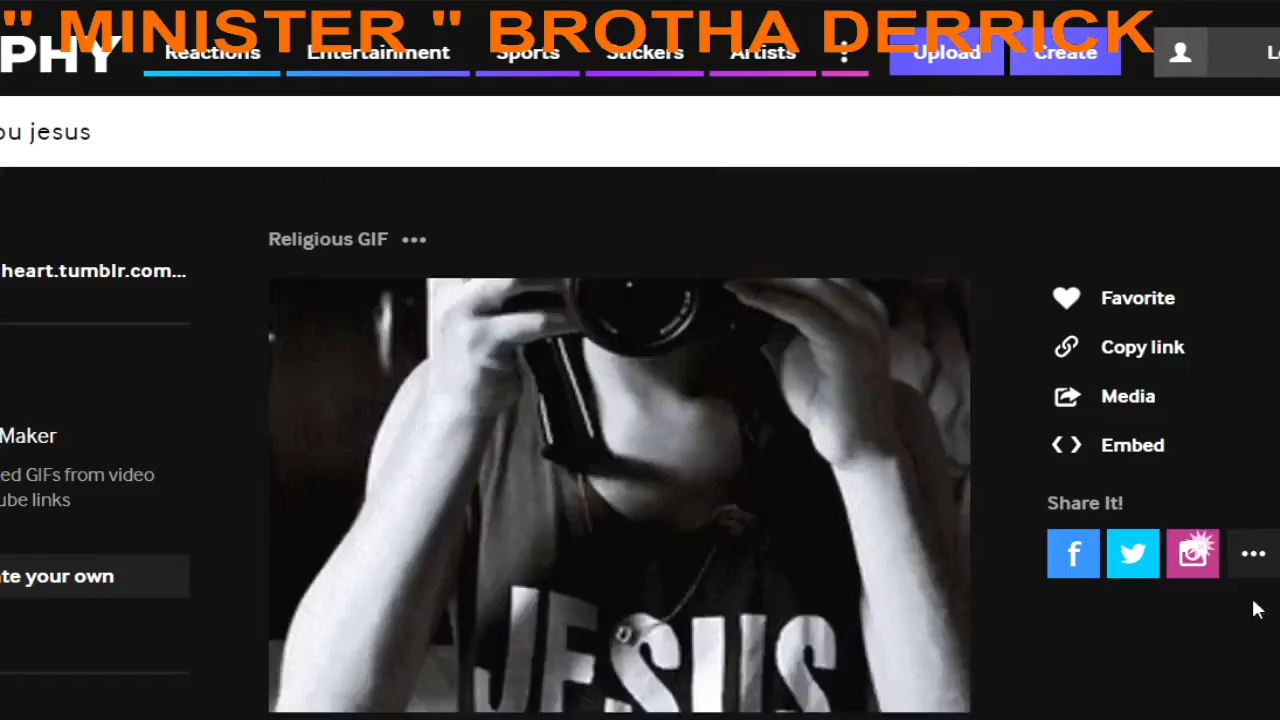 " MINISTER " BROTHA DERRICK
PHY Reactions Entertainment Sports Stickers Artists Upload Create
ou jesus
Religious GIF
heart.tumblr.com...
Favorite
Copy link
Media
Embed
Maker
ed GIFs from video
ube links
Share It!
ate your own
JESUS